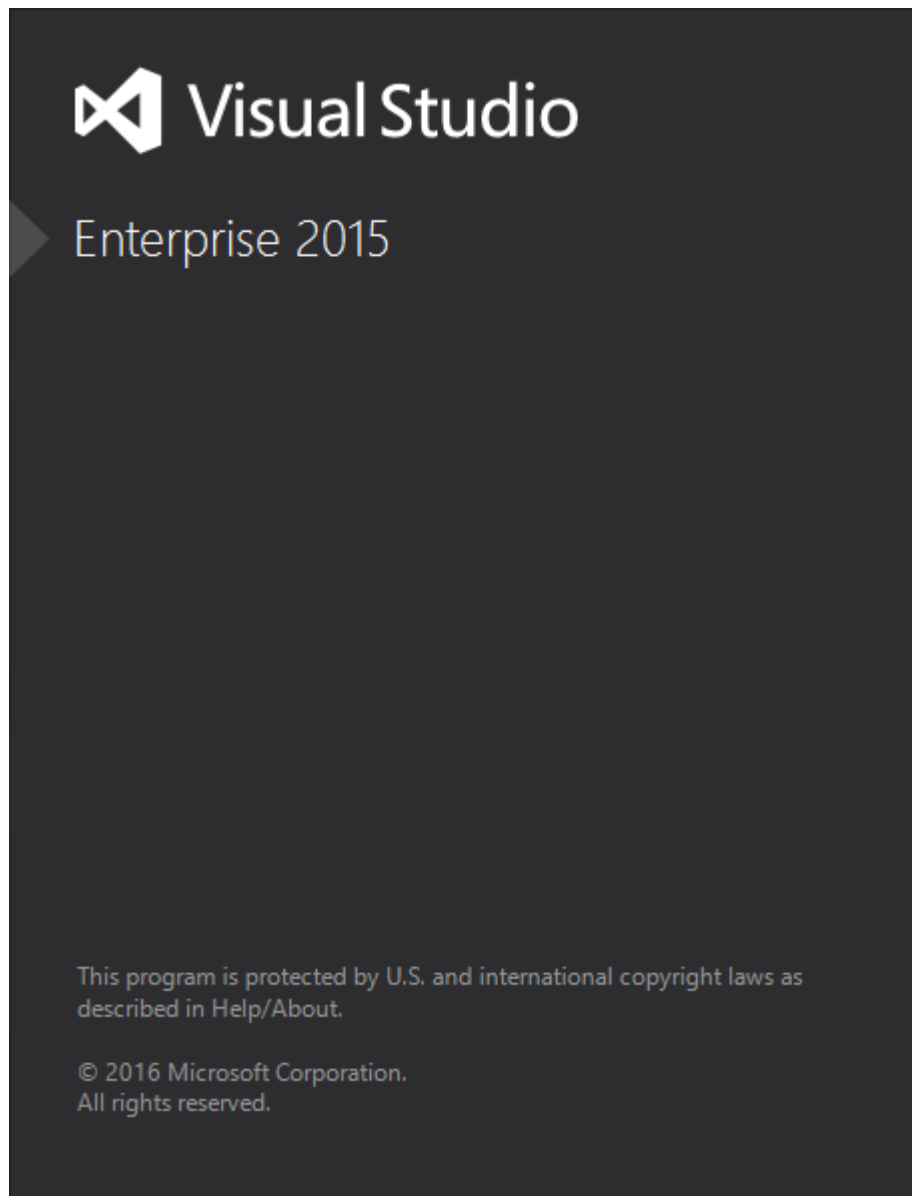 Visual Studio
Enterprise 2015
This program is protected by U.S. and international copyright laws as
described in Help/About.
© 2016 Microsoft Corporation.
All rights reserved.